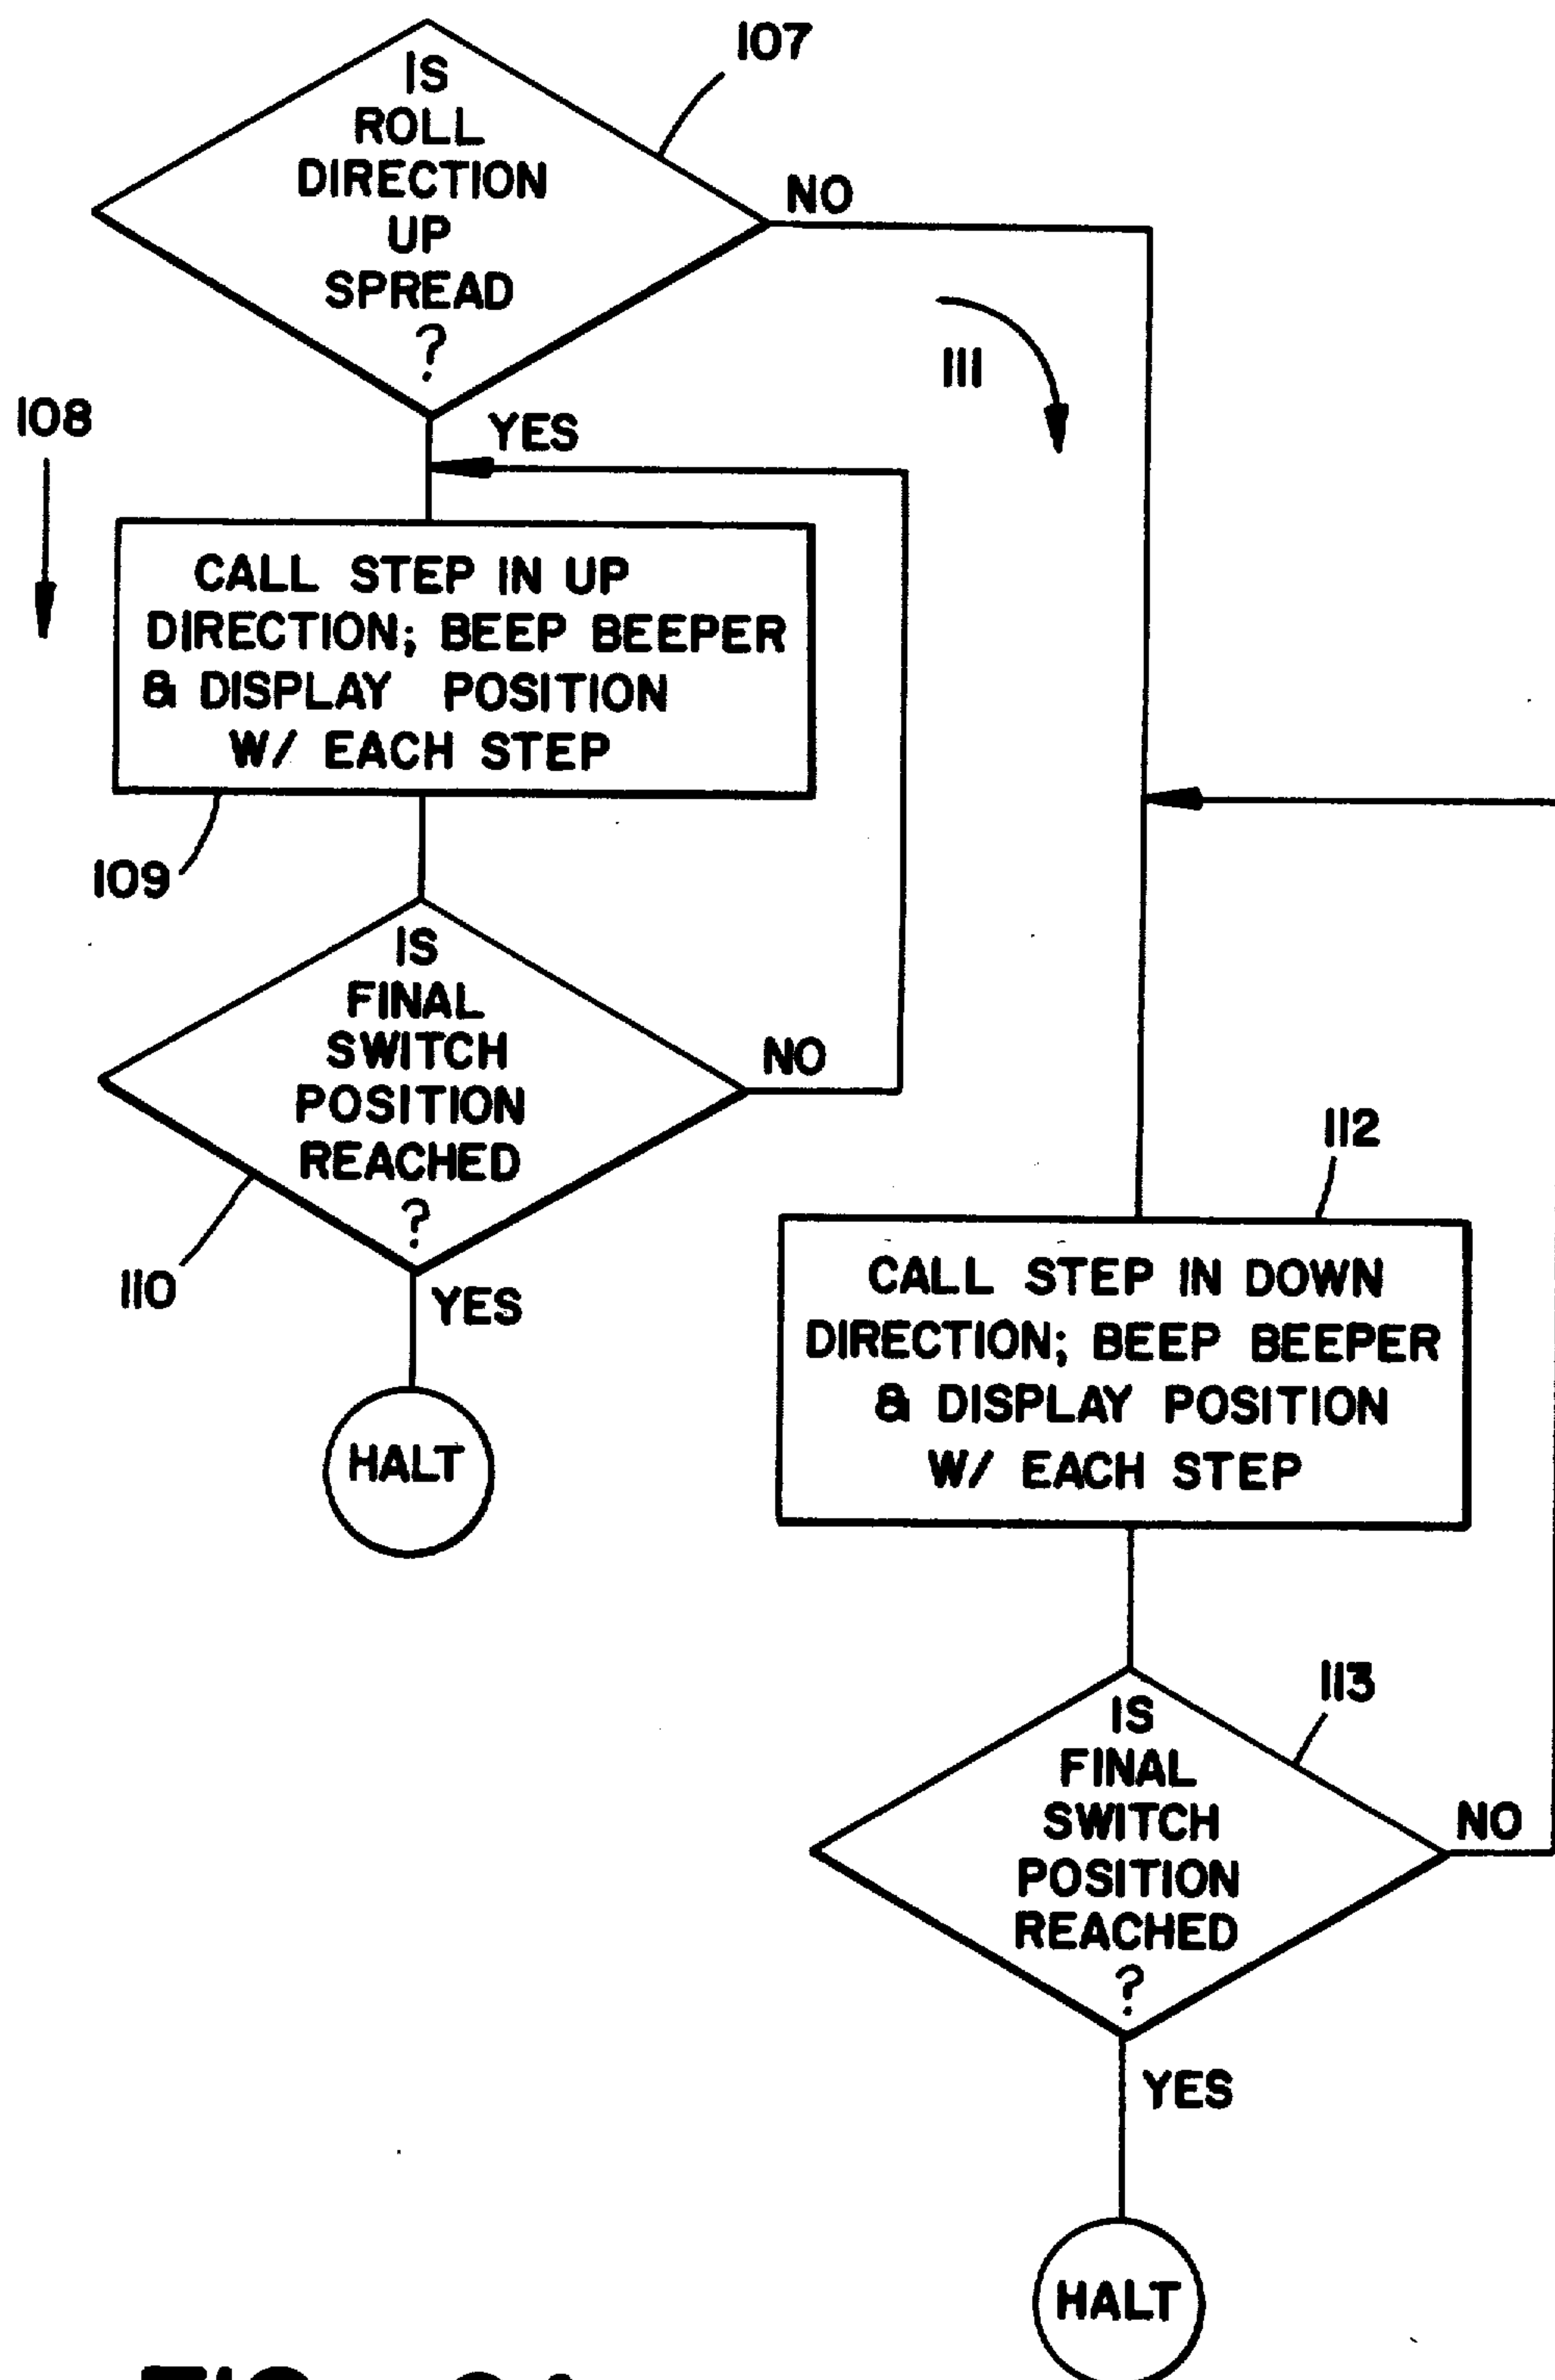 107
IS
ROLL
DIRECTION
UP
SPREAD
?
NO
111
108
YES
CALL STEP IN UP
DIRECTION; BEEP BEEPER
& DISPLAY POSITION
W/ EACH STEP
109
IS
FINAL
SWITCH
POSITION
REACHED
?
NO
110
YES
HALT
112
CALL STEP IN DOWN
DIRECTION; BEEP BEEPER
& DISPLAY POSITION
W/ EACH STEP
113
IS
FINAL
SWITCH
POSITION
REACHED
?
NO
YES
HALT